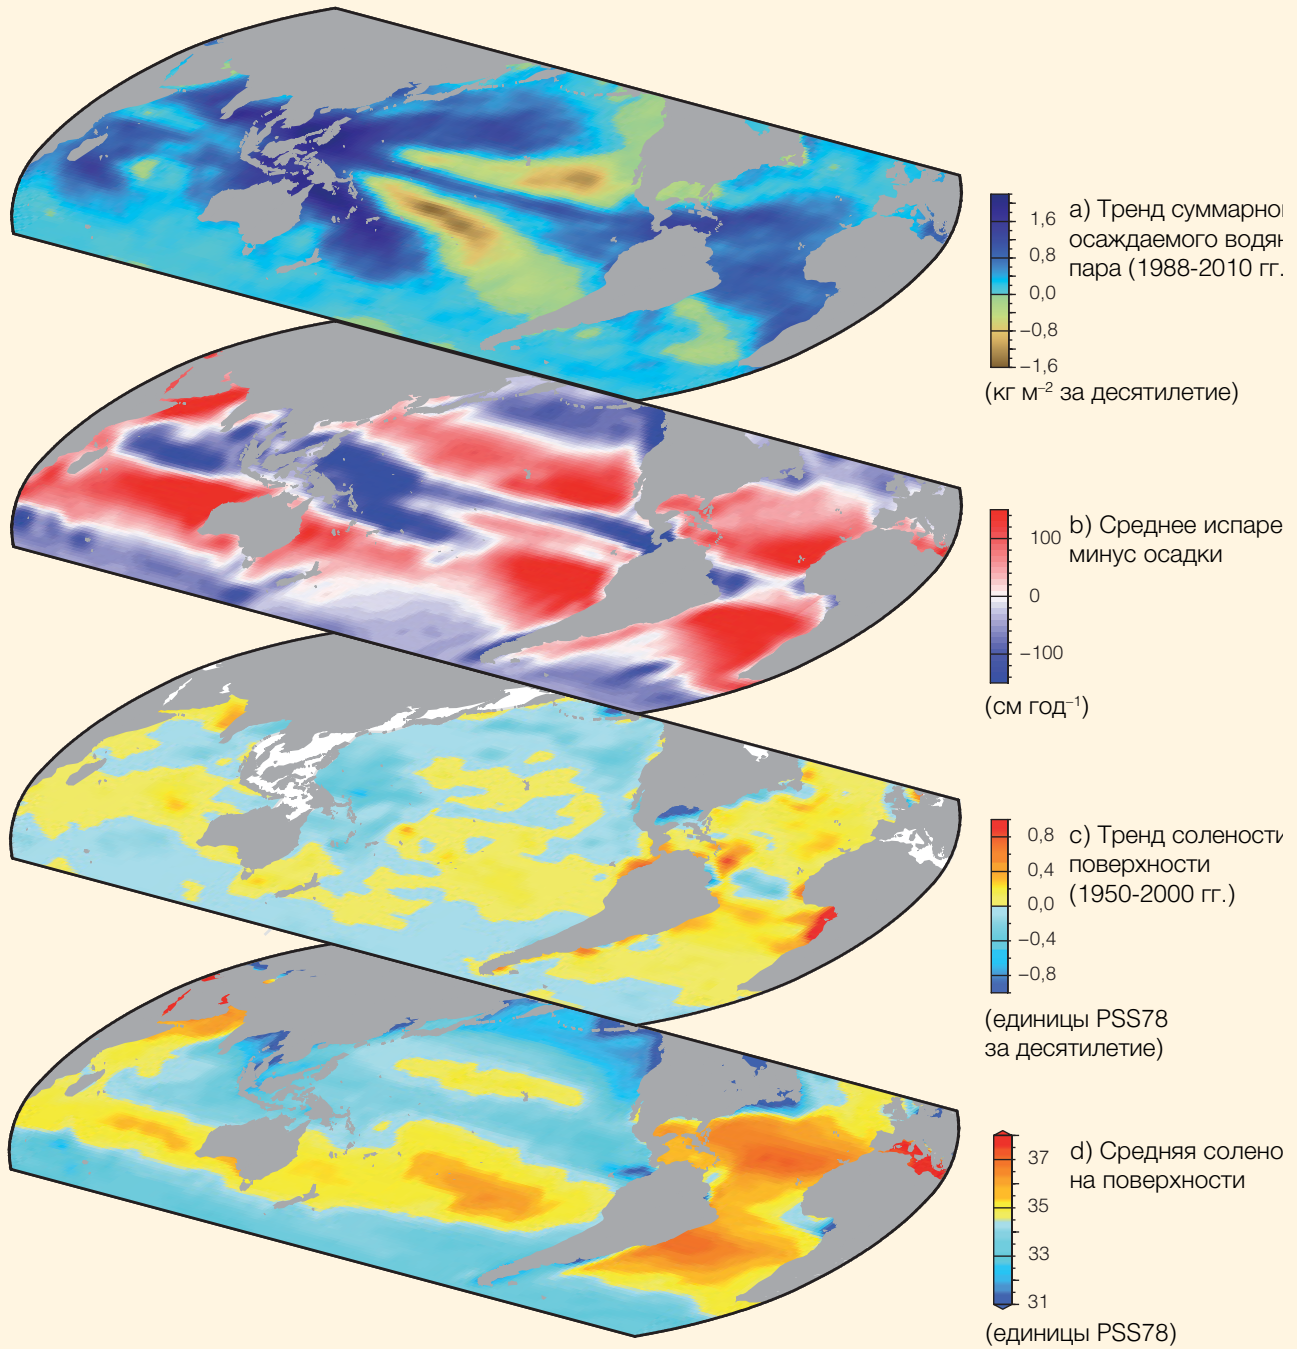 1,6
0,8
0,0
−0,8
−1,6
a) Тренд суммарно
осаждаемого водян
пара (1988-2010 гг.
(кг м⁻² за десятилетие)
100
0
−100
b) Среднее испаре
минус осадки
(см год⁻¹)
0,8
0,4
0,0
−0,4
−0,8
c) Тренд солености
поверхности
(1950-2000 гг.)
(единицы PSS78
за десятилетие)
37
35
33
31
d) Средняя солено
на поверхности
(единицы PSS78)